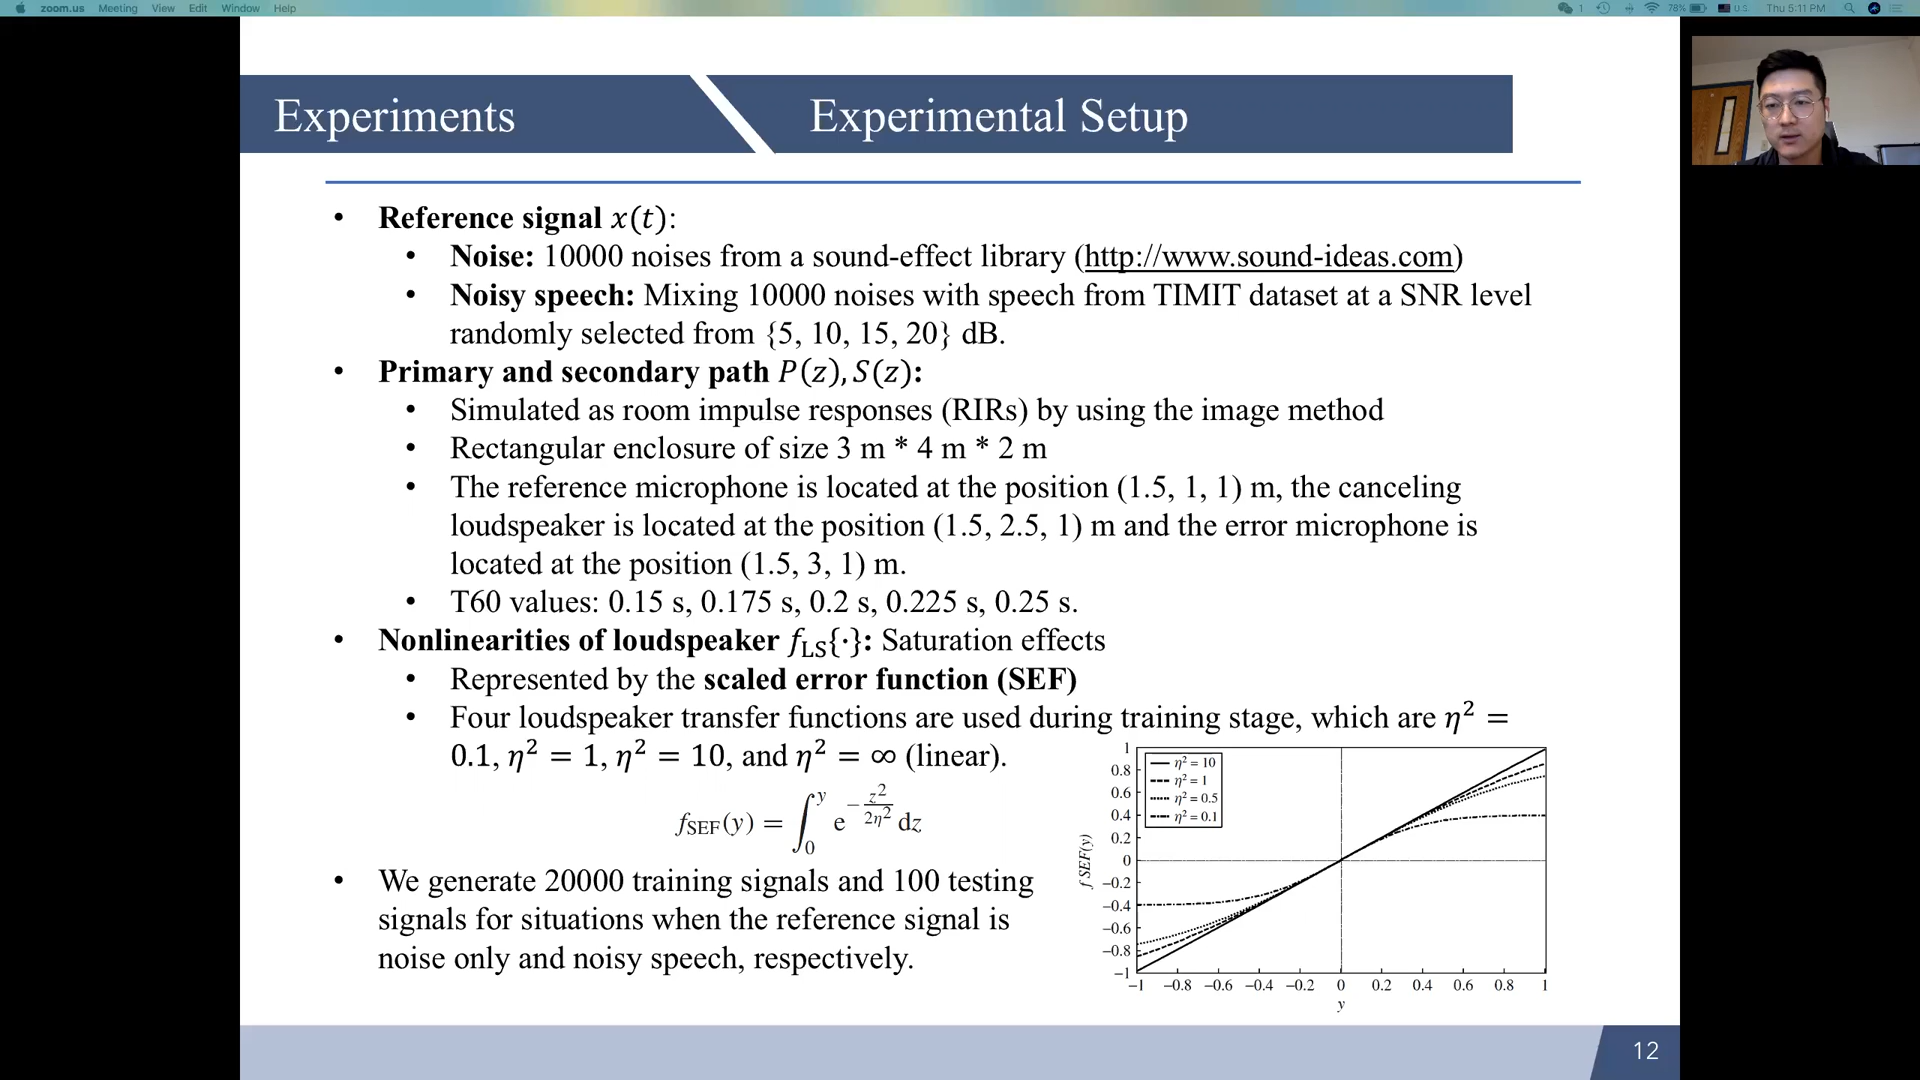 zoom.us Meeting View Edit Window Help
1 78% U.S. Thu 5:11 PM
Experiments Experimental Setup
• Reference signal x(t):
• Noise: 10000 noises from a sound-effect library (http://www.sound-ideas.com)
• Noisy speech: Mixing 10000 noises with speech from TIMIT dataset at a SNR level
randomly selected from {5, 10, 15, 20} dB.
• Primary and secondary path P(z), S(z):
• Simulated as room impulse responses (RIRs) by using the image method
• Rectangular enclosure of size 3 m * 4 m * 2 m
• The reference microphone is located at the position (1.5, 1, 1) m, the canceling
loudspeaker is located at the position (1.5, 2.5, 1) m and the error microphone is
located at the position (1.5, 3, 1) m.
• T60 values: 0.15 s, 0.175 s, 0.2 s, 0.225 s, 0.25 s.
• Nonlinearities of loudspeaker f_LS{·}: Saturation effects
• Represented by the scaled error function (SEF)
• Four loudspeaker transfer functions are used during training stage, which are η² =
0.1, η² = 1, η² = 10, and η² = ∞ (linear).
f_SEF(y) = ∫₀^y e^(−z²/2η²) dz
• We generate 20000 training signals and 100 testing
signals for situations when the reference signal is
noise only and noisy speech, respectively.
η² = 10
η² = 1
η² = 0.5
η² = 0.1
1
0.8
0.6
0.4
0.2
0
−0.2
−0.4
−0.6
−0.8
−1
f SEF(y)
−1 −0.8 −0.6 −0.4 −0.2 0 0.2 0.4 0.6 0.8 1
y
12